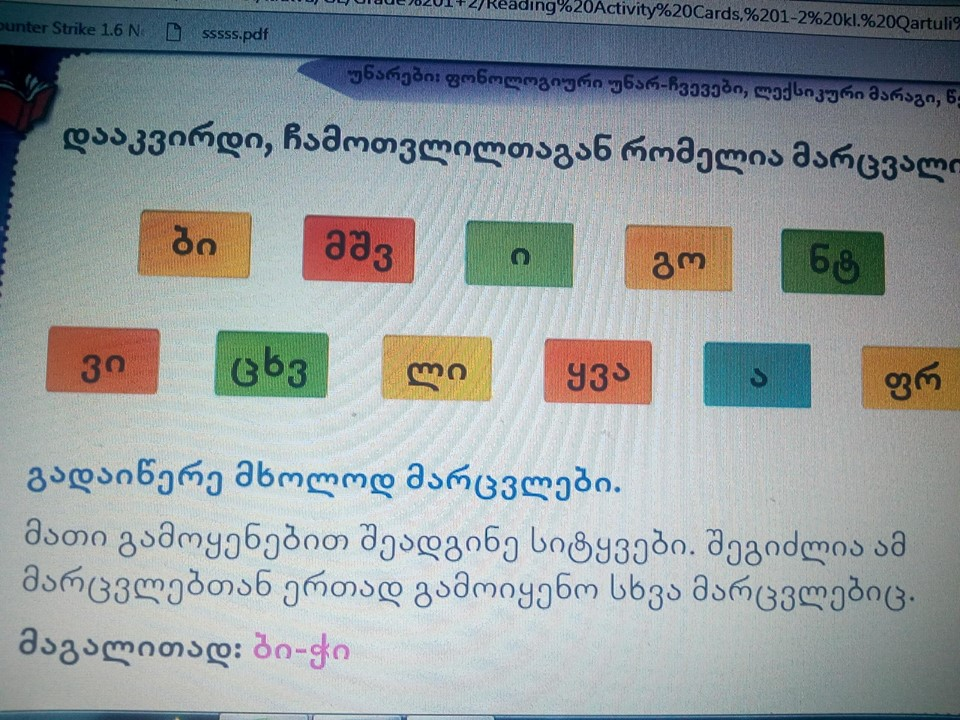 Grade%201+2/Reading%20Activity%20Cards,%201-2%20kl.%20Qartuli%
ounter Strike 1.6 N
sssss.pdf
უნარები: ფონოლოგიური უნარ-ჩვევები, ლექსიკური მარაგი,
დააკვირდი, ჩამოთვლილთაგან რომელია მარცვალი
ბი მშვ ი გო ნტ
ვი ცხვ ლი ყვა ა ფრ
გადაიწერე მხოლოდ მარცვლები.
მათი გამოყენებით შეადგინე სიტყვები. შეგიძლია ამ
მარცვლებთან ერთად გამოიყენო სხვა მარცვლებიც.
მაგალითად: ბი-ჭი